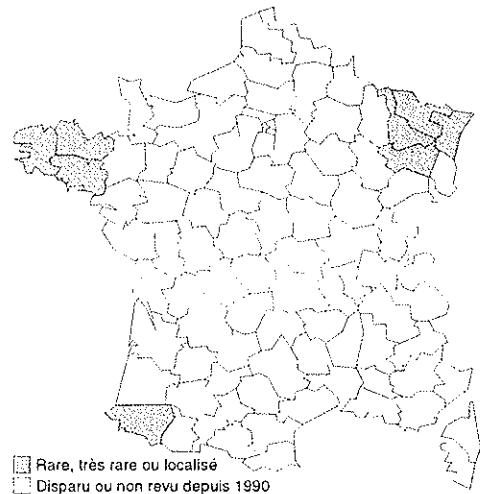 Rare, très rare ou localisé
Disparu ou non revu depuis 1990